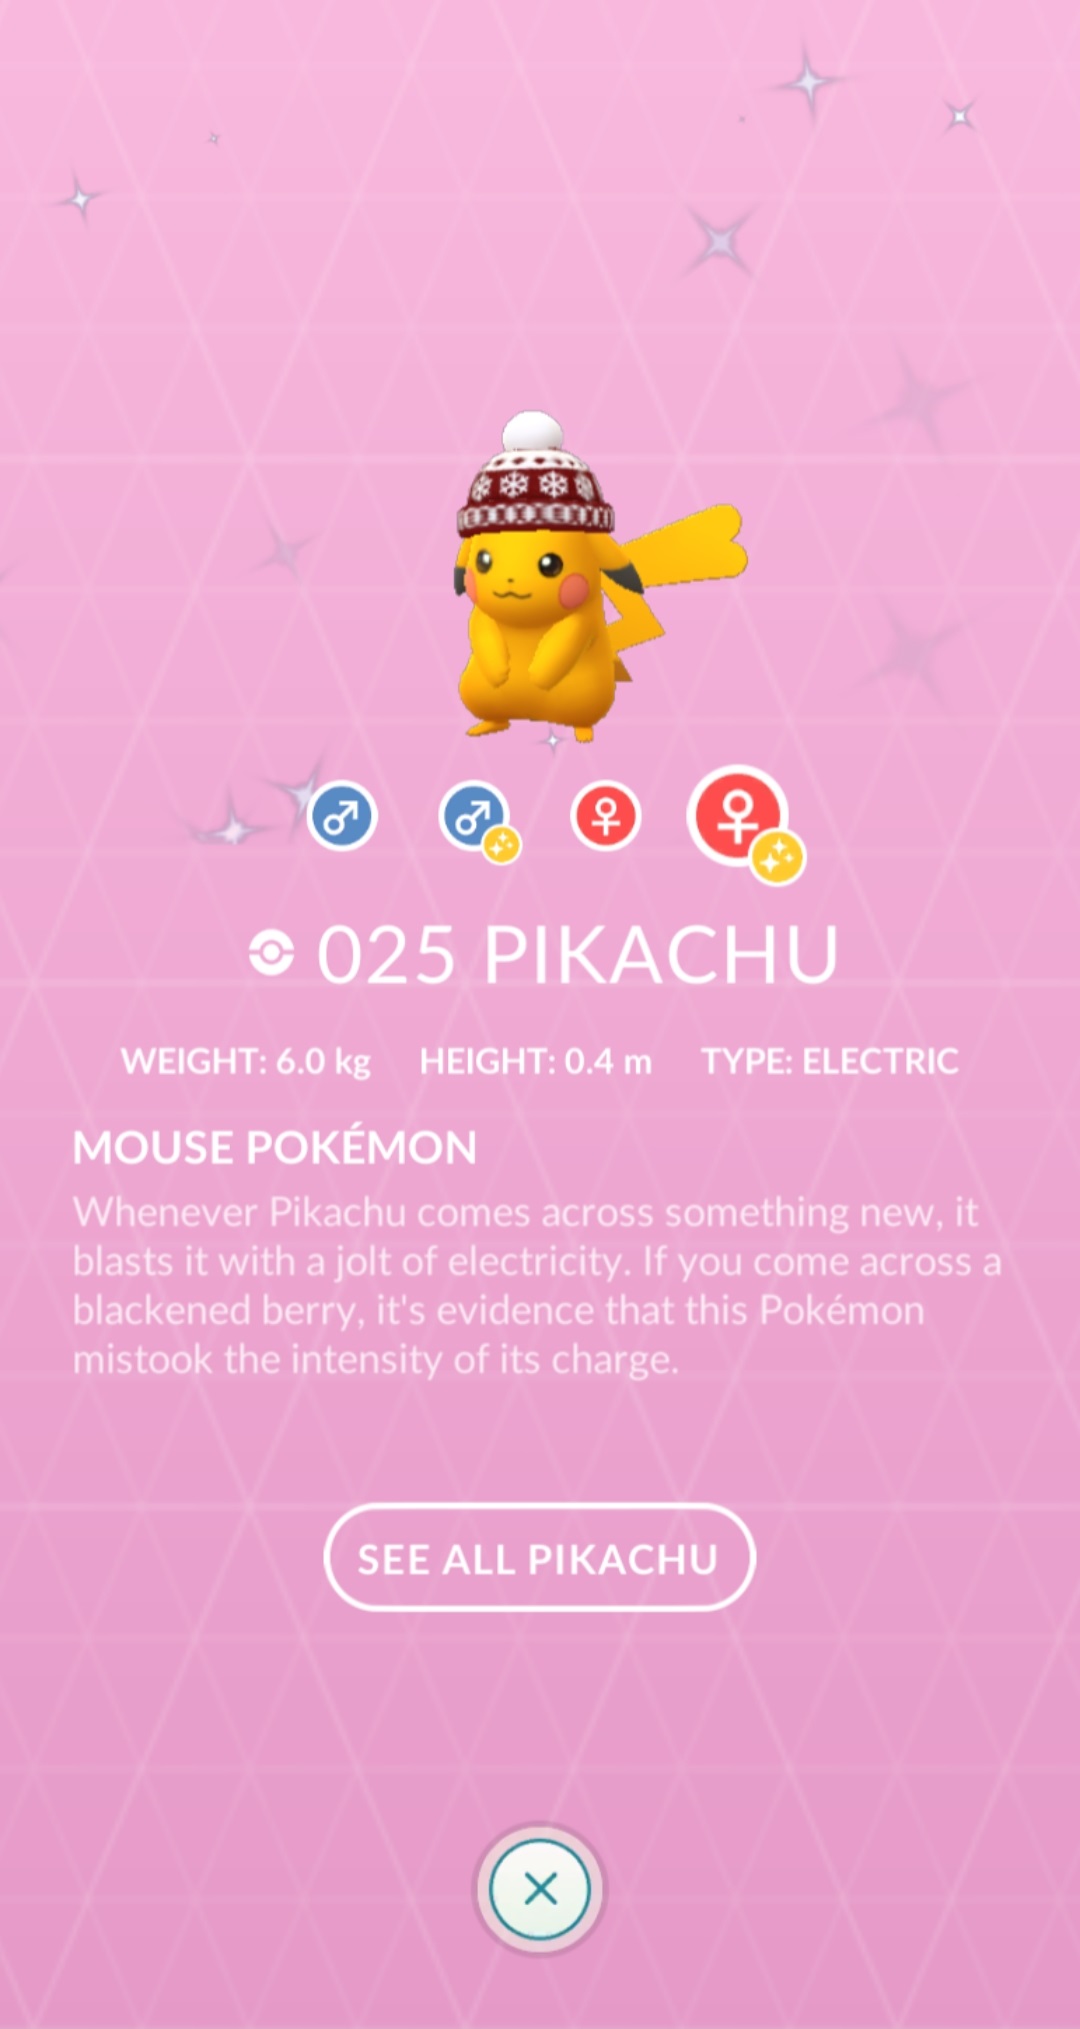 025 PIKACHU
WEIGHT: 6.0 kg HEIGHT: 0.4 m TYPE: ELECTRIC
MOUSE POKÉMON
Whenever Pikachu comes across something new, it
blasts it with a jolt of electricity. If you come across a
blackened berry, it's evidence that this Pokémon
mistook the intensity of its charge.
SEE ALL PIKACHU